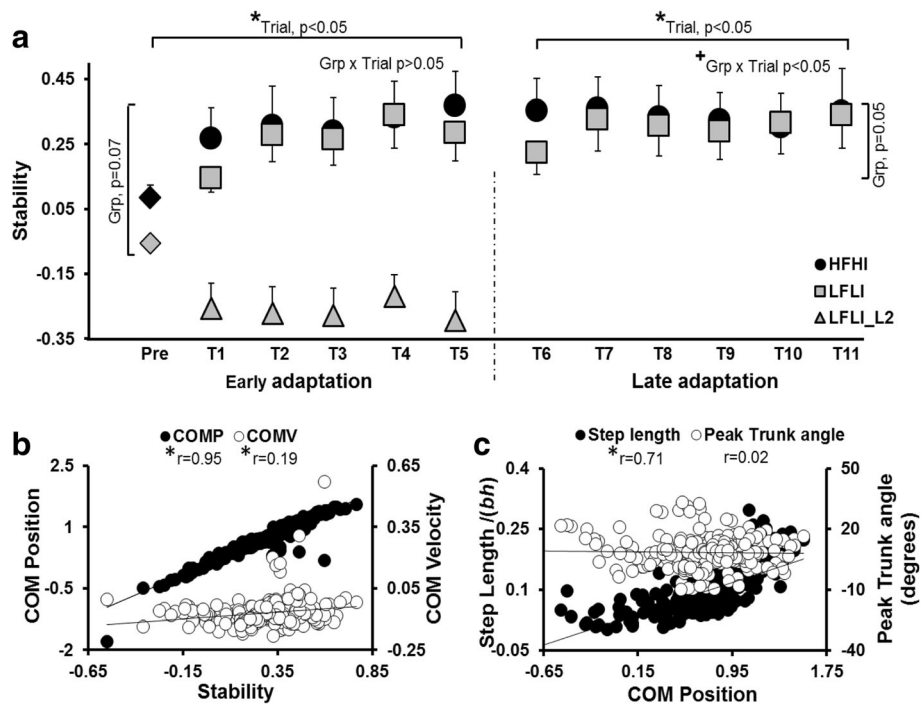 a
*Trial, p<0.05
*Trial, p<0.05
Grp x Trial p>0.05
+Grp x Trial p<0.05
Stability
0.45
0.25
0.05
-0.15
-0.35
Grp, p=0.07
Grp, p=0.05
HFHI
LFLI
LFLI_L2
Pre T1 T2 T3 T4 T5 T6 T7 T8 T9 T10 T11
Early adaptation Late adaptation
b
COMP COMV
*r=0.95 *r=0.19
COM Position
2.5
1
-0.5
-2
COM Velocity
0.65
0.35
0.05
-0.25
-0.65 -0.15 0.35 0.85
Stability
c
Step length Peak Trunk angle
*r=0.71 r=0.02
Step Length /(bh)
0.4
0.25
0.1
-0.05
Peak Trunk angle
(degrees)
50
20
-10
-40
-0.65 0.15 0.95 1.75
COM Position